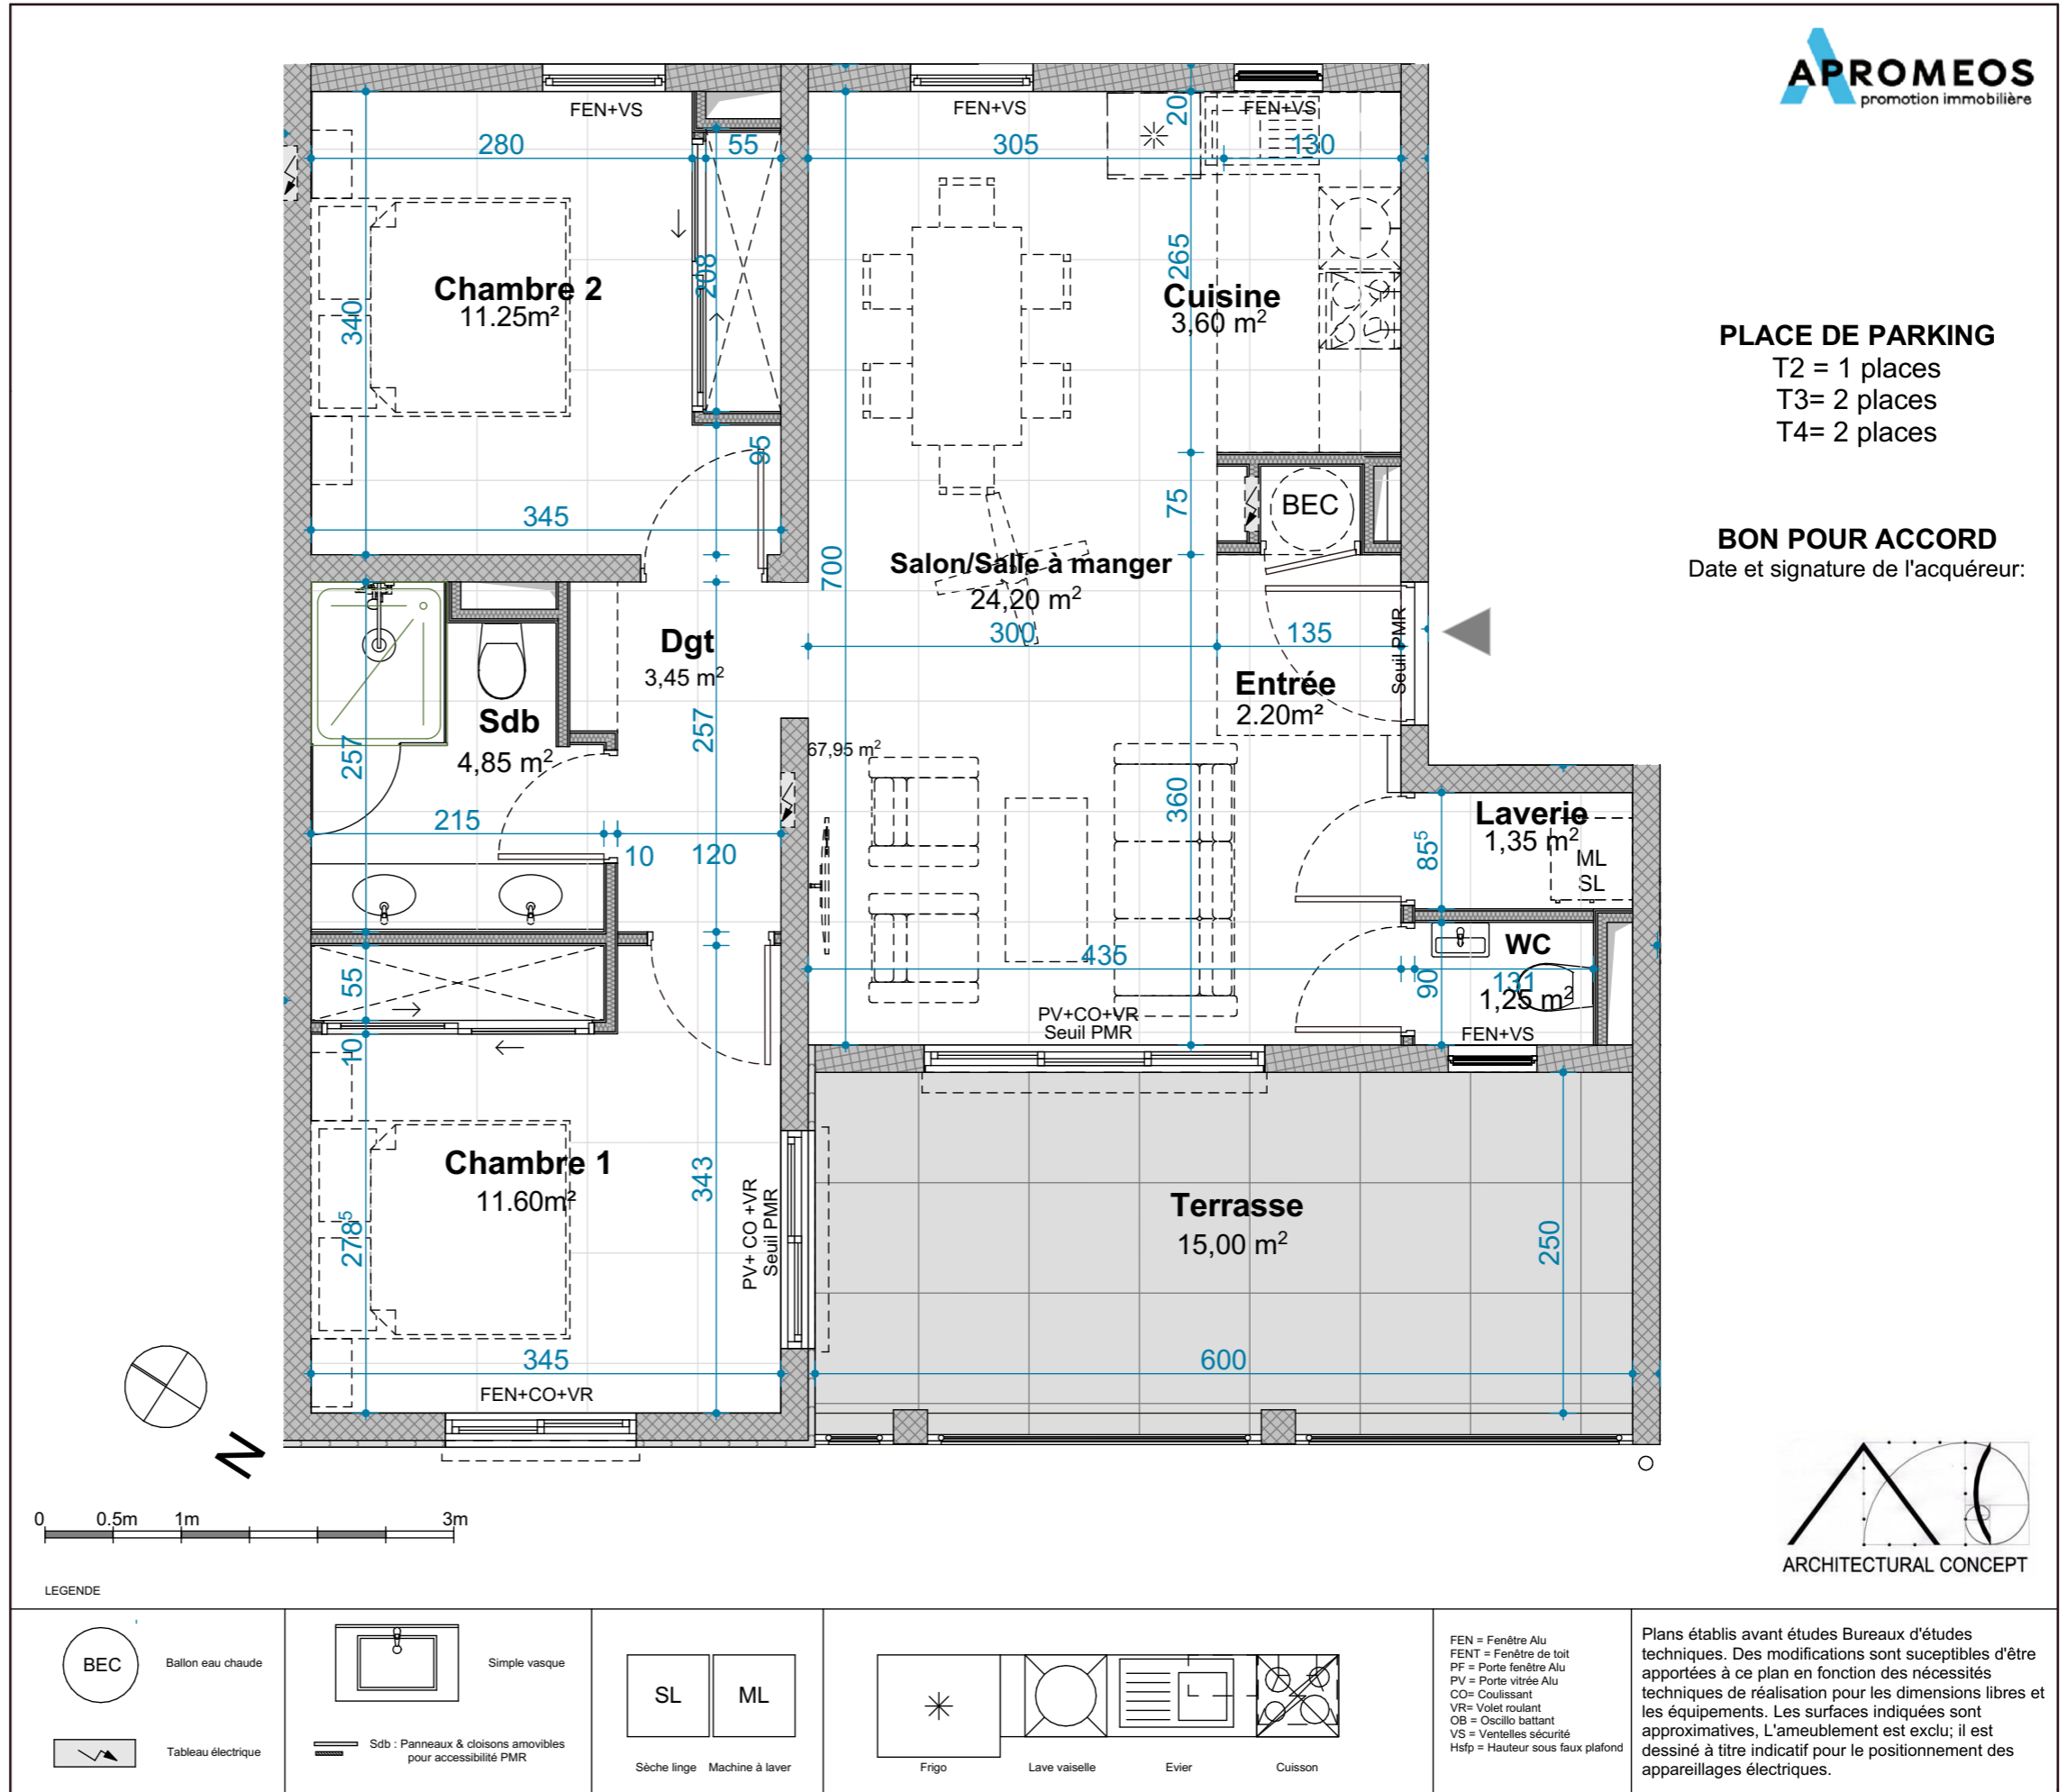 APROMEOS
promotion immobilière
PLACE DE PARKING
T2 = 1 places
T3= 2 places
T4= 2 places
BON POUR ACCORD
Date et signature de l'acquéreur:
FEN+VS
FEN+VS
FEN+VS
280
55
305
20
130
Chambre 2
11.25m²
340
208
265
Cuisine
3,60 m²
95
345
75
BEC
700
Salon/Salle à manger
24,20 m²
300
135
Seuil PMR
Dgt
3,45 m²
Entrée
2.20m²
Sdb
4,85 m²
257
257
67,95 m²
360
215
10
120
Laverie
1,35 m²
85⁵
ML
SL
435
WC
131
1,25 m²
90
FEN+VS
55
10
PV+CO+VR
Seuil PMR
Chambre 1
11.60m²
278⁵
343
PV+ CO +VR
Seuil PMR
Terrasse
15,00 m²
250
345
600
FEN+CO+VR
N
0 0.5m 1m 3m
ARCHITECTURAL CONCEPT
LEGENDE
BEC
Ballon eau chaude
Tableau électrique
Simple vasque
Sdb : Panneaux & cloisons amovibles
pour accessibilité PMR
SL
ML
Sèche linge
Machine à laver
Frigo
Lave vaiselle
Evier
Cuisson
FEN = Fenêtre Alu
FENT = Fenêtre de toit
PF = Porte fenêtre Alu
PV = Porte vitrée Alu
CO= Coulissant
VR= Volet roulant
OB = Oscillo battant
VS = Ventelles sécurité
Hsfp = Hauteur sous faux plafond
Plans établis avant études Bureaux d'études
techniques. Des modifications sont suceptibles d'être
apportées à ce plan en fonction des nécessités
techniques de réalisation pour les dimensions libres et
les équipements. Les surfaces indiquées sont
approximatives, L'ameublement est exclu; il est
dessiné à titre indicatif pour le positionnement des
appareillages électriques.